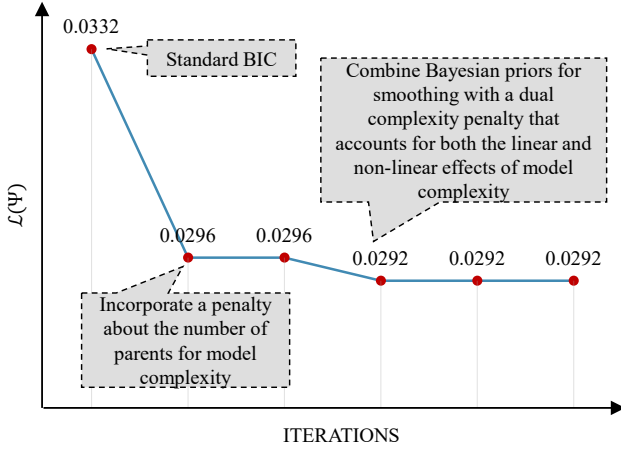 0.0332
Standard BIC
Combine Bayesian priors for
smoothing with a dual
complexity penalty that
accounts for both the linear and
non-linear effects of model
complexity
ℒ(Ψ)
0.0296
0.0296
0.0292
0.0292
0.0292
Incorporate a penalty
about the number of
parents for model
complexity
ITERATIONS